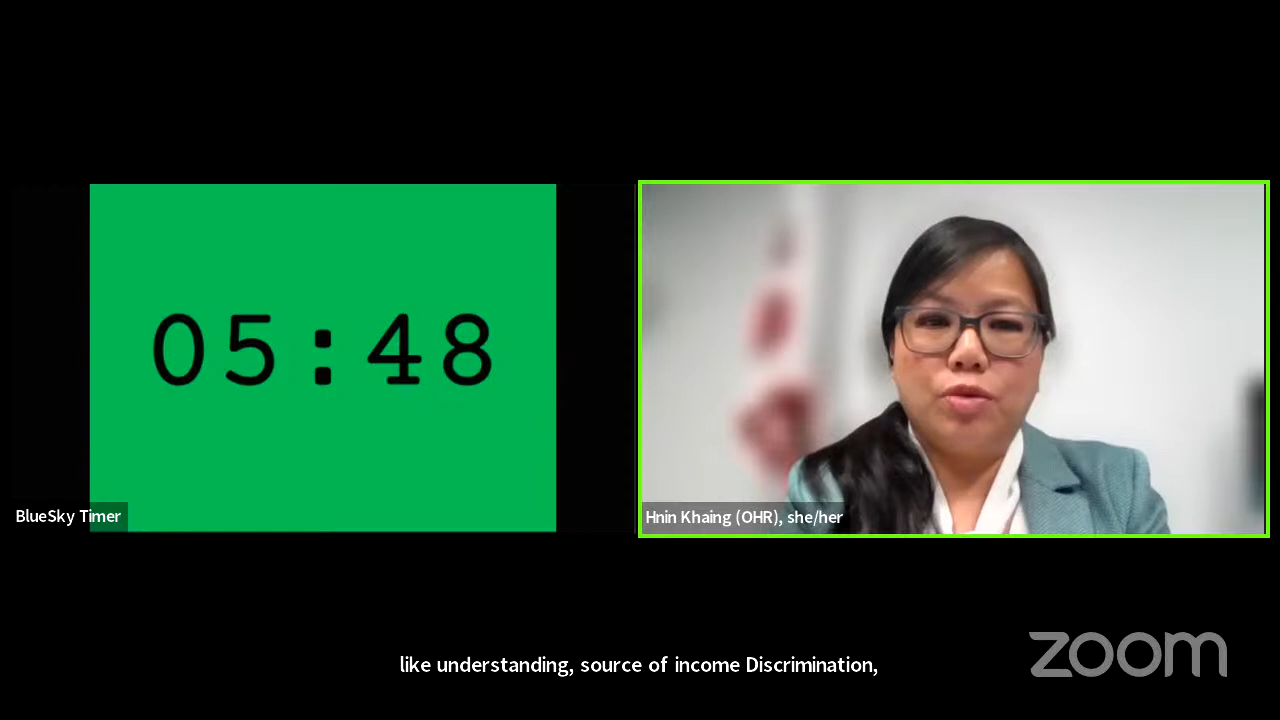 05:48
BlueSky Timer
Hnin Khaing (OHR), she/her
like understanding, source of income Discrimination,
zoom